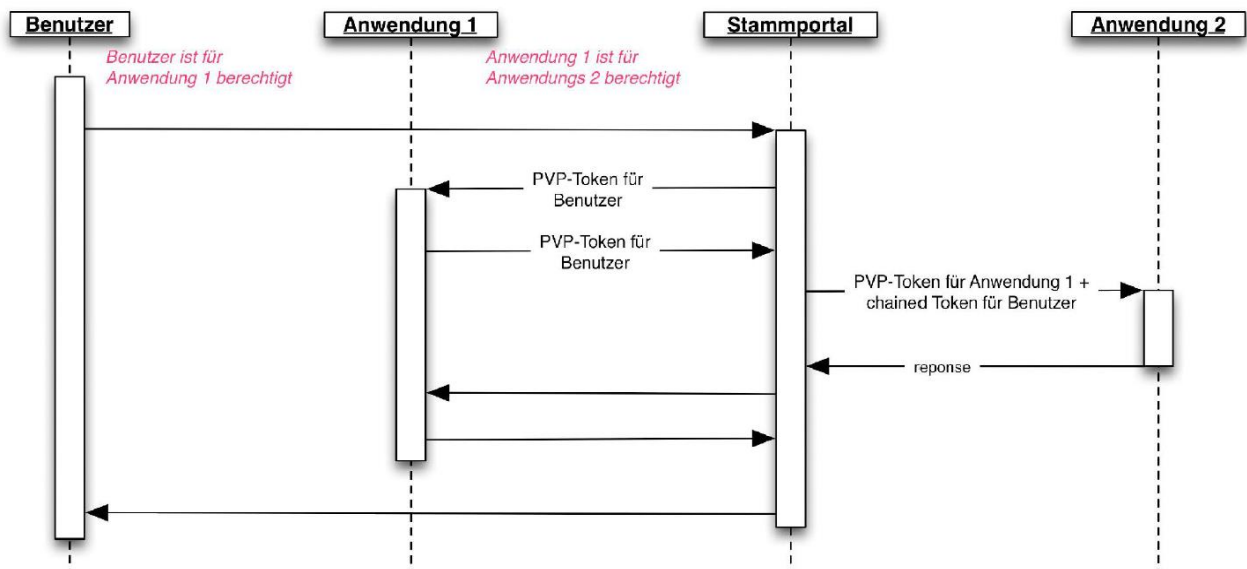 Benutzer
Anwendung 1
Stammportal
Anwendung 2
Benutzer ist für
Anwendung 1 berechtigt
Anwendung 1 ist für
Anwendungs 2 berechtigt
PVP-Token für
Benutzer
PVP-Token für
Benutzer
PVP-Token für Anwendung 1 +
chained Token für Benutzer
reponse